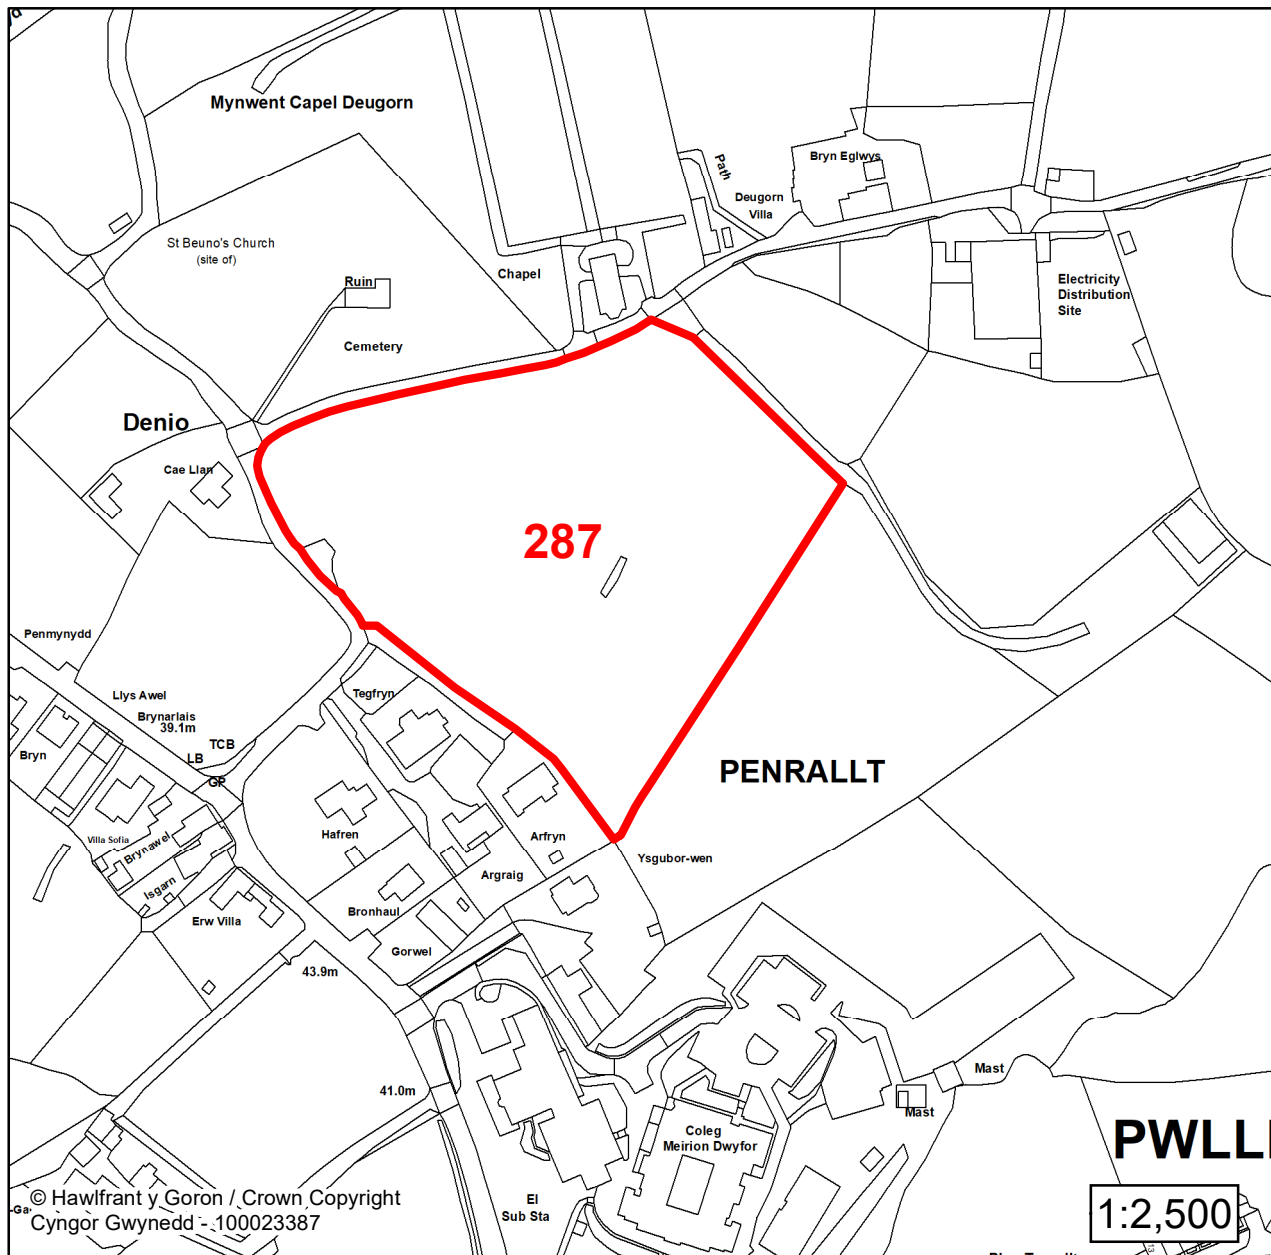 Mynwent Capel Deugorn
Path
Bryn Eglwys
Deugorn
Villa
St Beuno's Church
(site of)
Ruin
Chapel
Electricity
Distribution
Site
Cemetery
Denio
Cae Llan
287
Penmynydd
Llys Awel
Tegfryn
Brynarlais
39.1m
TCB
LB
Bryn
GP
PENRALLT
Villa Sofia
Brynawel
Hafren
Arfryn
Ysgubor-wen
Isgarn
Argraig
Erw Villa
Bronhaul
Gorwel
43.9m
Mast
41.0m
Mast
Coleg
Meirion Dwyfor
PWLL
El
Sub Sta
© Hawlfraint y Goron / Crown Copyright
Cyngor Gwynedd - 100023387
1:2,500
13